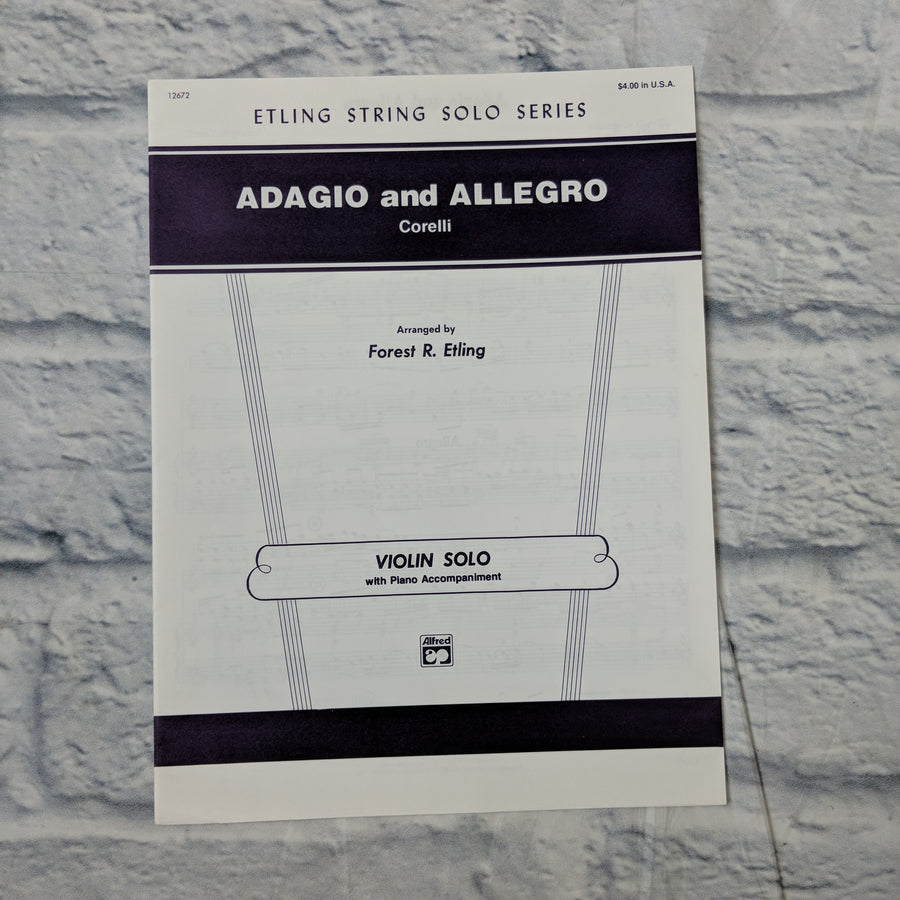 12672
$4.00 in U.S.A.
ETLING STRING SOLO SERIES
ADAGIO and ALLEGRO
Corelli
Arranged by
Forest R. Etling
Allegro
VIOLIN SOLO
with Piano Accompaniment
Alfred